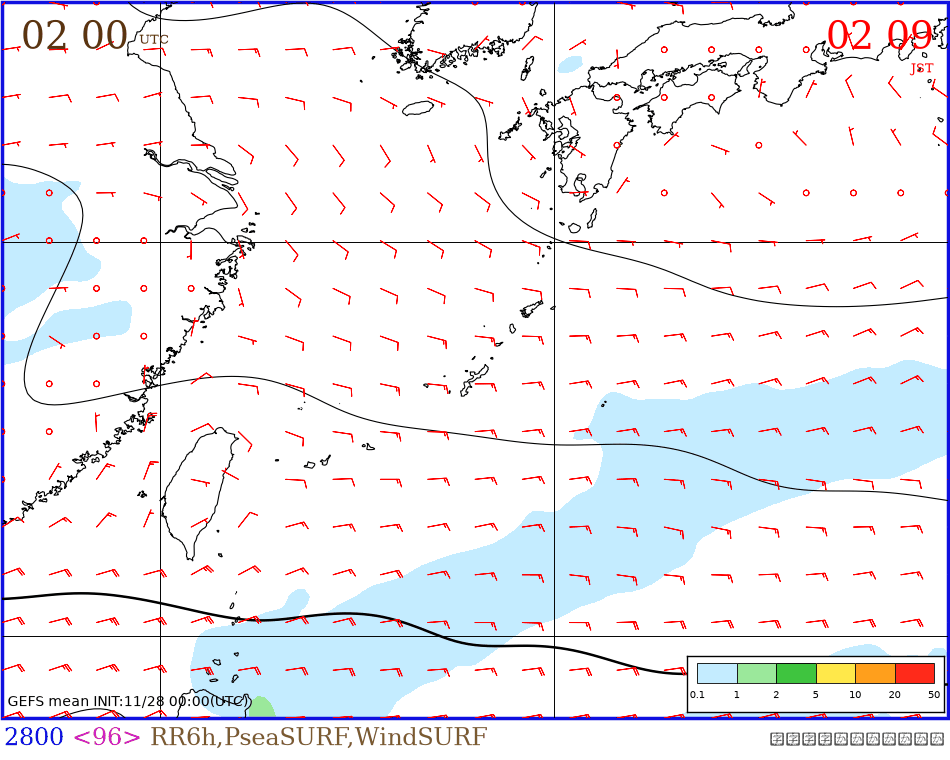 02 00 UTC
02 09
JST
GEFS mean INIT:11/28 00:00(UTC)
0.1 1 2 5 10 20 50
2800 <96> RR6h,PseaSURF,WindSURF